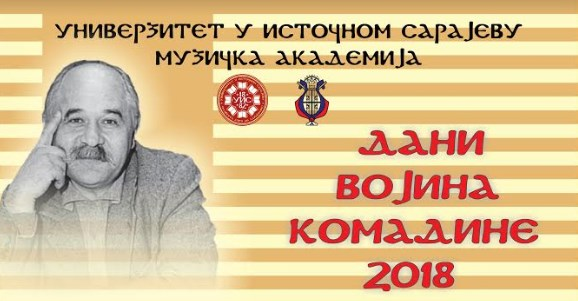 УНИВЕРЗИТЕТ У ИСТОЧНОМ САРАЈЕВУ
МУЗИЧКА АКАДЕМИЈА
ДАНИ
ВОЈИНА
КОМАДИНЕ
2018